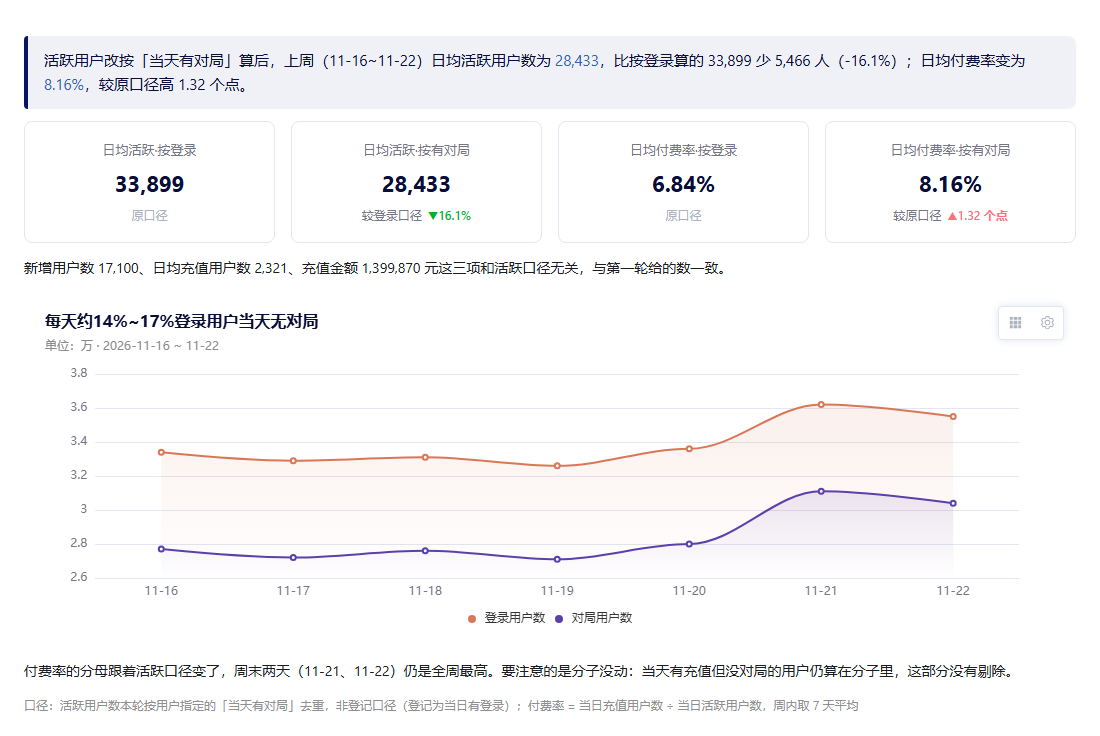 活跃用户改按「当天有对局」算后，上周（11-16~11-22）日均活跃用户数为 28,433，比按登录算的 33,899 少 5,466 人（-16.1%）；日均付费率变为
8.16%，较原口径高 1.32 个点。
日均活跃·按登录
33,899
原口径
日均活跃·按有对局
28,433
较登录口径 ▼16.1%
日均付费率·按登录
6.84%
原口径
日均付费率·按有对局
8.16%
较原口径 ▲1.32 个点
新增用户数 17,100、日均充值用户数 2,321、充值金额 1,399,870 元这三项和活跃口径无关，与第一轮给的数一致。
每天约14%~17%登录用户当天无对局
单位：万 · 2026-11-16 ~ 11-22
3.8
3.6
3.4
3.2
3
2.8
2.6
11-16 11-17 11-18 11-19 11-20 11-21 11-22
登录用户数 对局用户数
付费率的分母跟着活跃口径变了，周末两天（11-21、11-22）仍是全周最高。要注意的是分子没动：当天有充值但没对局的用户仍算在分子里，这部分没有剔除。
口径：活跃用户数本轮按用户指定的「当天有对局」去重，非登记口径（登记为当日有登录）；付费率 = 当日充值用户数 ÷ 当日活跃用户数，周内取 7 天平均